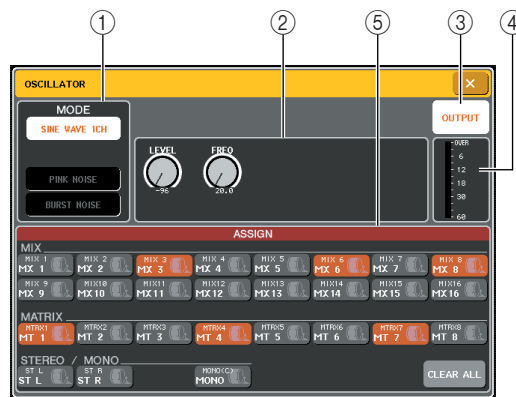 ① ② ⑤ ③ ④
OSCILLATOR ×
MODE
SINE WAVE 1CH
OUTPUT
PINK NOISE
BURST NOISE
LEVEL FREQ
-96 20.0
OVER
6
12
18
30
60
ASSIGN
MIX
MIX 1 MIX 2 MIX 3 MIX 4 MIX 5 MIX 6 MIX 7 MIX 8
MX 1 MX 2 MX 3 MX 4 MX 5 MX 6 MX 7 MX 8
MIX 9 MIX10 MIX11 MIX12 MIX13 MIX14 MIX15 MIX16
MX 9 MX10 MX11 MX12 MX13 MX14 MX15 MX16
MATRIX
MTRX1 MTRX2 MTRX3 MTRX4 MTRX5 MTRX6 MTRX7 MTRX8
MT 1 MT 2 MT 3 MT 4 MT 5 MT 6 MT 7 MT 8
STEREO / MONO
ST L ST R MONO(C)
ST L ST R MONO
CLEAR ALL